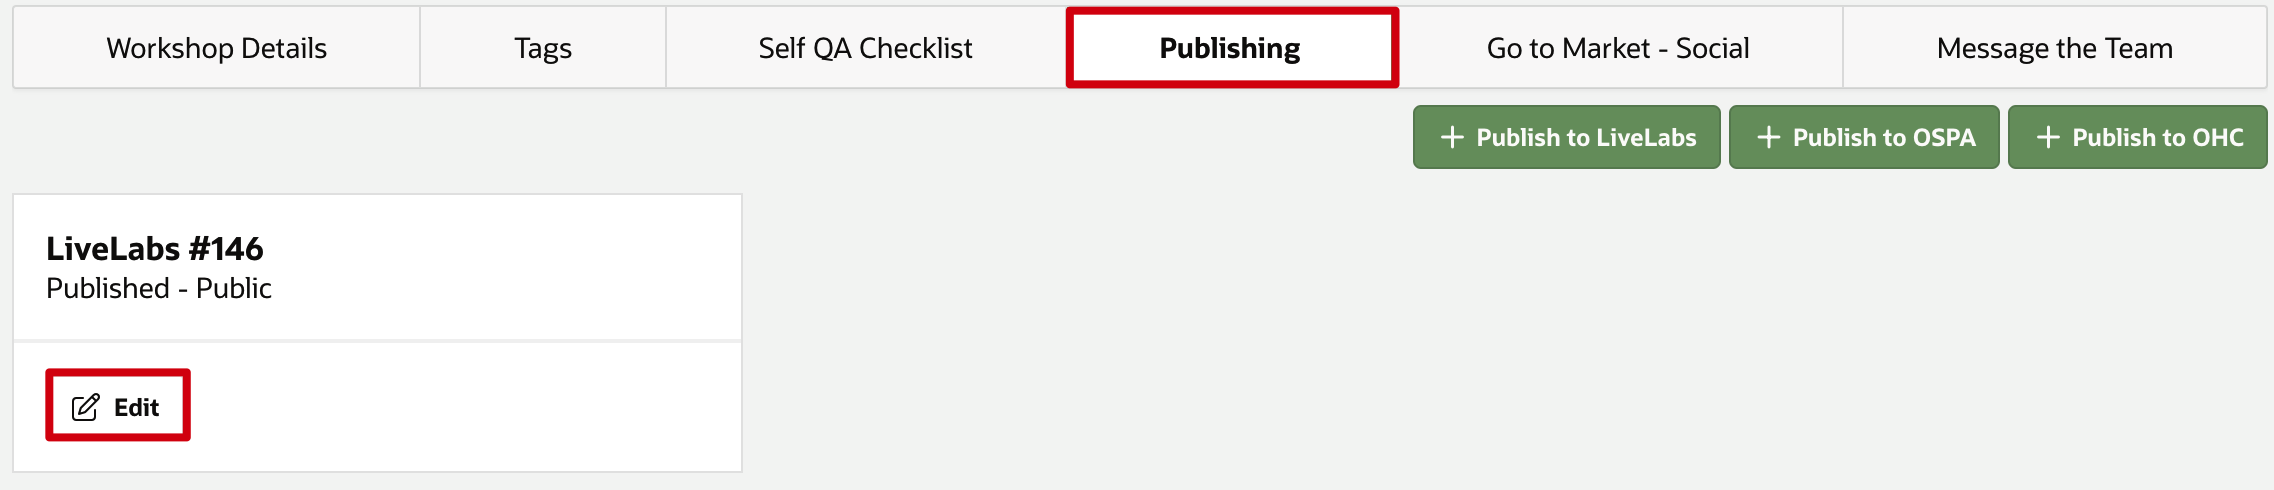 Workshop Details
Tags
Self QA Checklist
Publishing
Go to Market - Social
Message the Team
Publish to LiveLabs
Publish to OSPA
Publish to OHC
LiveLabs #146
Published - Public
Edit